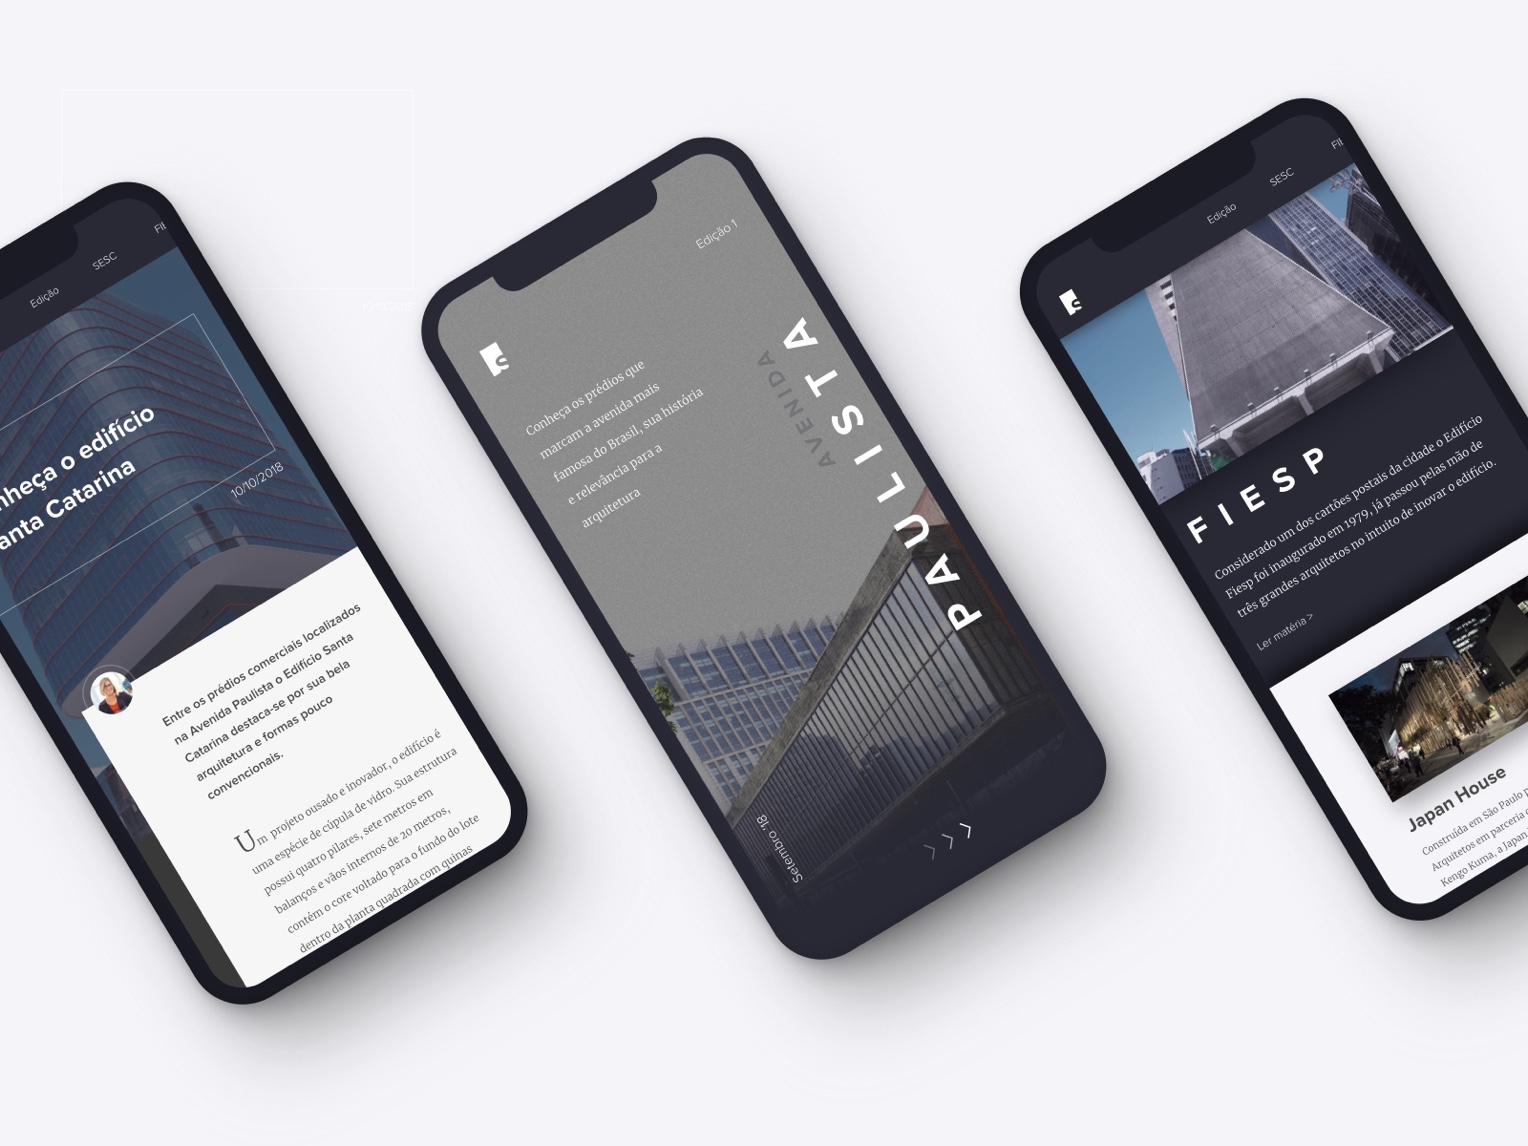 Edição
SESC
nheça o edifício
anta Catarina
10/10/2018
Entre os prédios comerciais localizados
na Avenida Paulista o Edifício Santa
Catarina destaca-se por sua bela
arquitetura e formas pouco
convencionais.
Um projeto ousado e inovador, o edifício é
uma espécie de cúpula de vidro. Sua estrutura
possui quatro pilares, sete metros em
balanços e vãos internos de 20 metros,
contém o core voltado para o fundo do lote
dentro da planta quadrada com quinas
Edição 1
S
Conheça os prédios que
marcam a avenida mais
famosa do Brasil, sua história
e relevância para a
arquitetura
AVENIDA
PAULISTA
Setembro '18
Edição
SESC
S
FIESP
Considerado um dos cartões postais da cidade o Edifício
Fiesp foi inaugurado em 1979, já passou pelas mão de
três grandes arquitetos no intuito de inovar o edifício.
Ler matéria >
Japan House
Construída em São Paulo p
Arquitetos em parceria
Kengo Kuma, a Japan